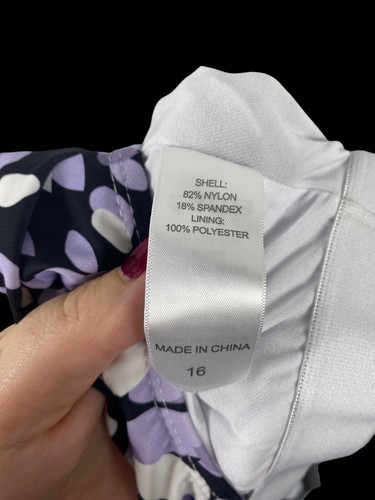 SHELL:
82% NYLON
18% SPANDEX
LINING:
100% POLYESTER
MADE IN CHINA
16